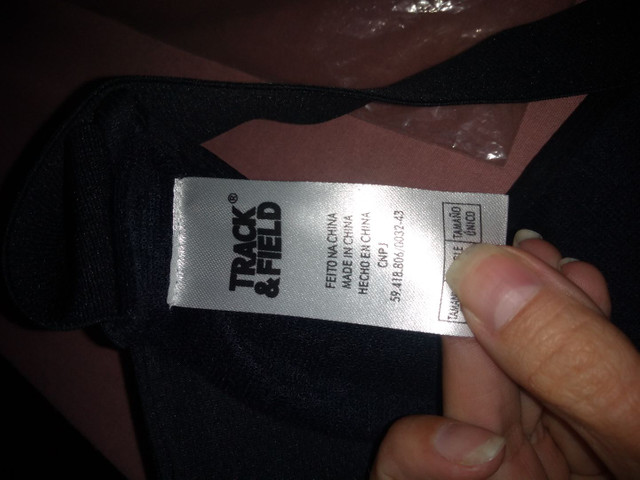 TRACK
& FIELD®
FEITO NA CHINA
MADE IN CHINA
HECHO EN CHINA
CNPJ
59.418.806/0032-43
TAMAÑO
ÚNICO